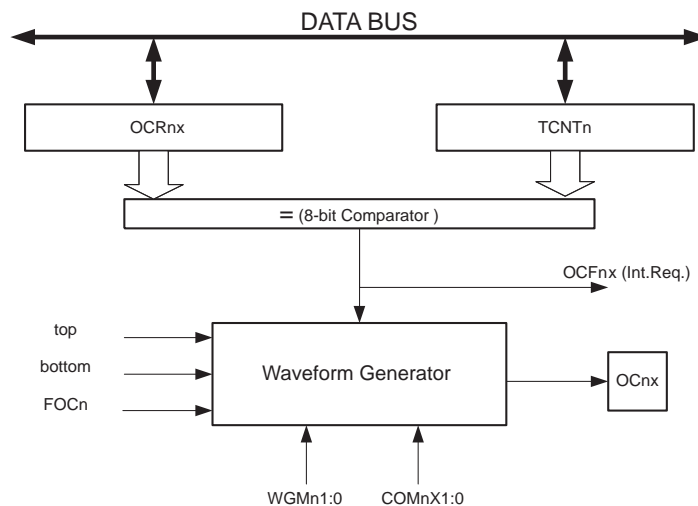 DATA BUS
OCRnx
TCNTn
= (8-bit Comparator )
OCFnx (Int.Req.)
top
bottom
FOCn
Waveform Generator
OCnx
WGMn1:0
COMnX1:0